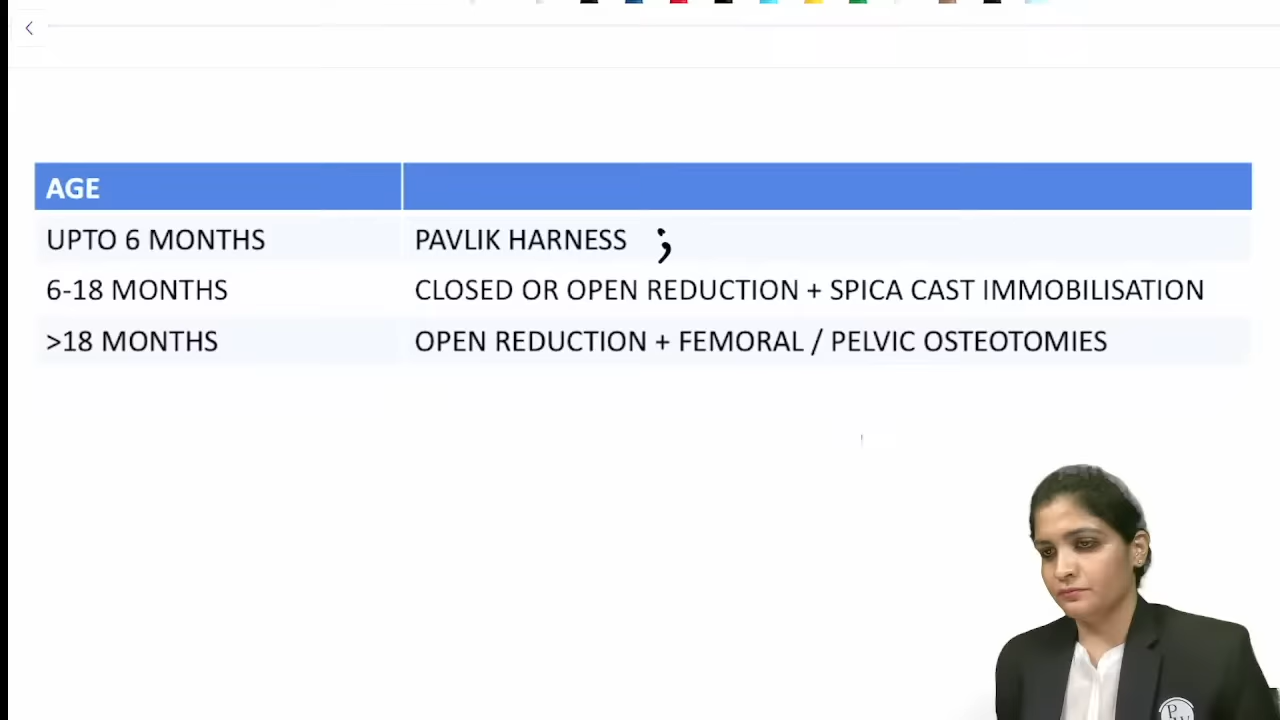 AGE
UPTO 6 MONTHS PAVLIK HARNESS ;
6-18 MONTHS CLOSED OR OPEN REDUCTION + SPICA CAST IMMOBILISATION
>18 MONTHS OPEN REDUCTION + FEMORAL / PELVIC OSTEOTOMIES